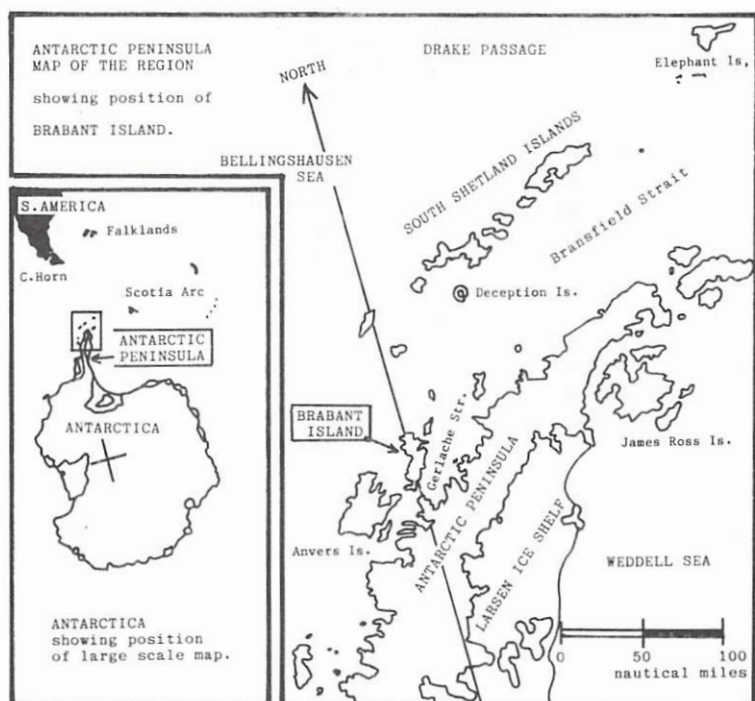 ANTARCTIC PENINSULA
MAP OF THE REGION
showing position of
BRABANT ISLAND.
DRAKE PASSAGE
Elephant Is,
NORTH
BELLINGSHAUSEN
SEA
SOUTH SHETLAND ISLANDS
Bransfield Strait
Deception Is.
BRABANT
ISLAND
Gerlache Str.
James Ross Is.
Anvers Is.
ANTARCTIC PENINSULA
LARSEN ICE SHELF
WEDDELL SEA
0 50 100
nautical miles
S.AMERICA
Falklands
C.Horn
Scotia Arc
ANTARCTIC
PENINSULA
ANTARCTICA
ANTARCTICA
showing position
of large scale map.